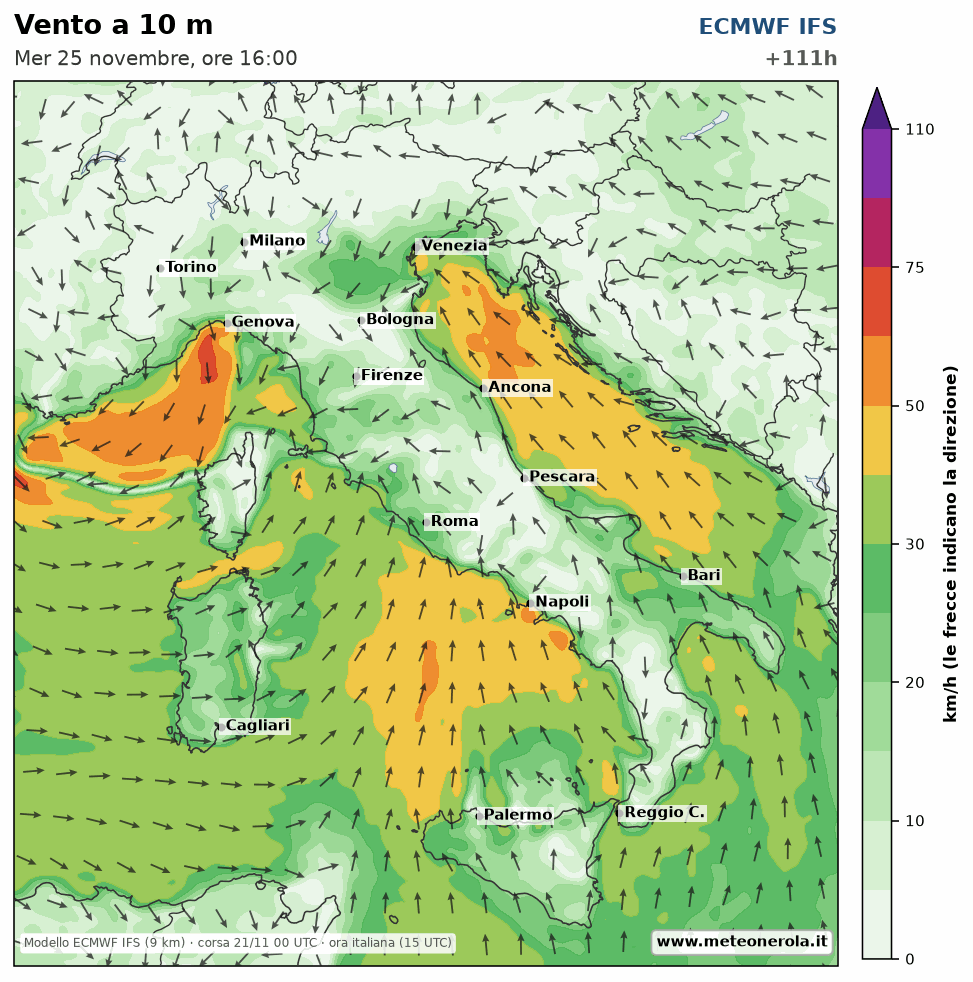 Vento a 10 m
ECMWF IFS
Mer 25 novembre, ore 16:00
+111h
110
Venezia
Milano
Torino
75
Bologna
Genova
Firenze
Ancona
50
km/h (le frecce indicano la direzione)
Pescara
Roma
30
Bari
Napoli
20
Cagliari
Reggio C.
Palermo
10
Modello ECMWF IFS (9 km) · corsa 21/11 00 UTC · ora italiana (15 UTC)
www.meteonerola.it
0